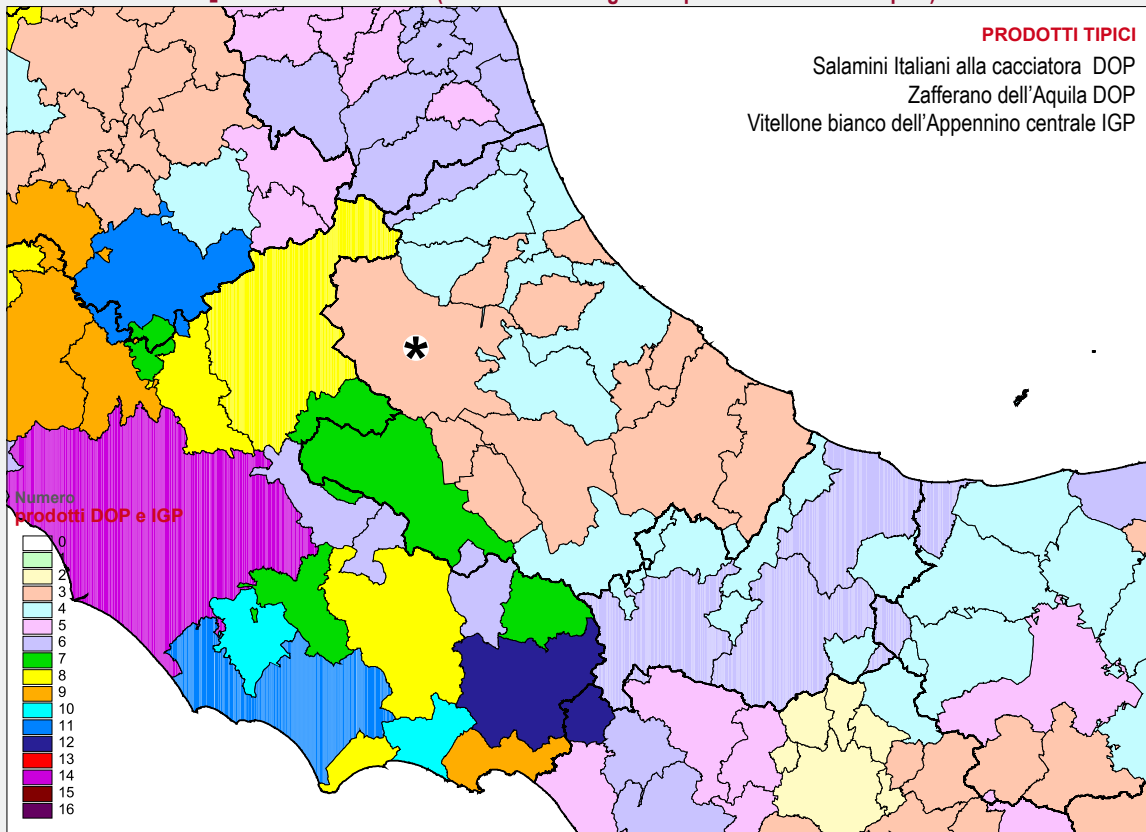 PRODOTTI TIPICI
Salamini Italiani alla cacciatora DOP
Zafferano dell'Aquila DOP
Vitellone bianco dell'Appennino centrale IGP
*
Numero
prodotti DOP e IGP
0
2
3
4
5
6
7
8
9
10
11
12
13
14
15
16